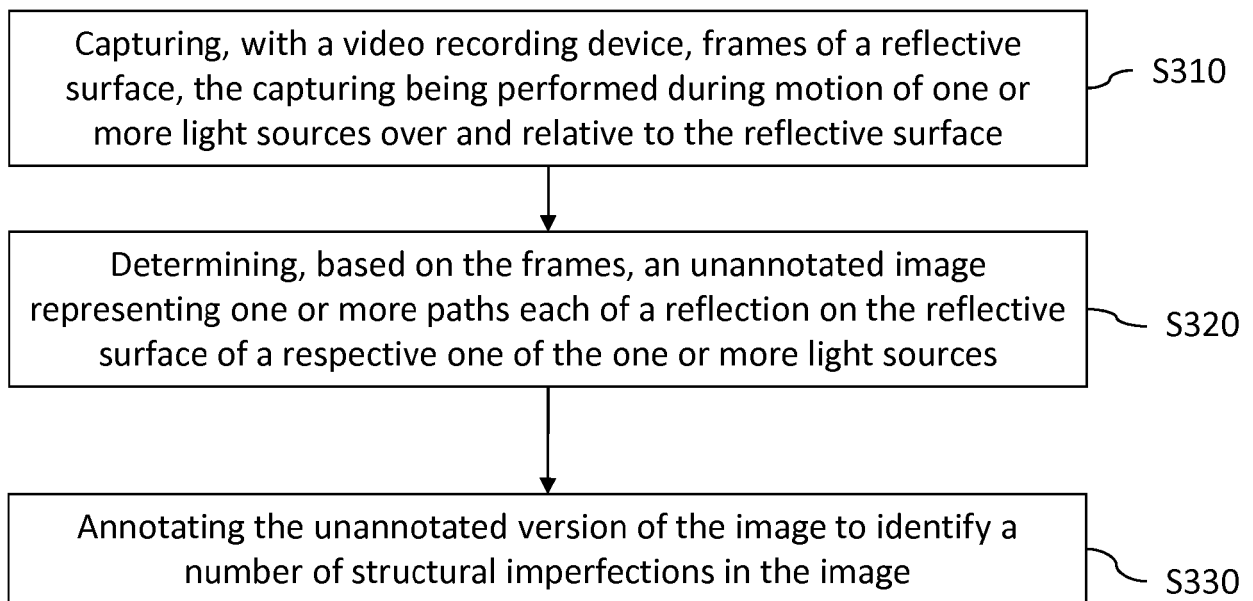 Capturing, with a video recording device, frames of a reflective
surface, the capturing being performed during motion of one or
more light sources over and relative to the reflective surface
S310
Determining, based on the frames, an unannotated image
representing one or more paths each of a reflection on the reflective
surface of a respective one of the one or more light sources
S320
Annotating the unannotated version of the image to identify a
number of structural imperfections in the image
S330